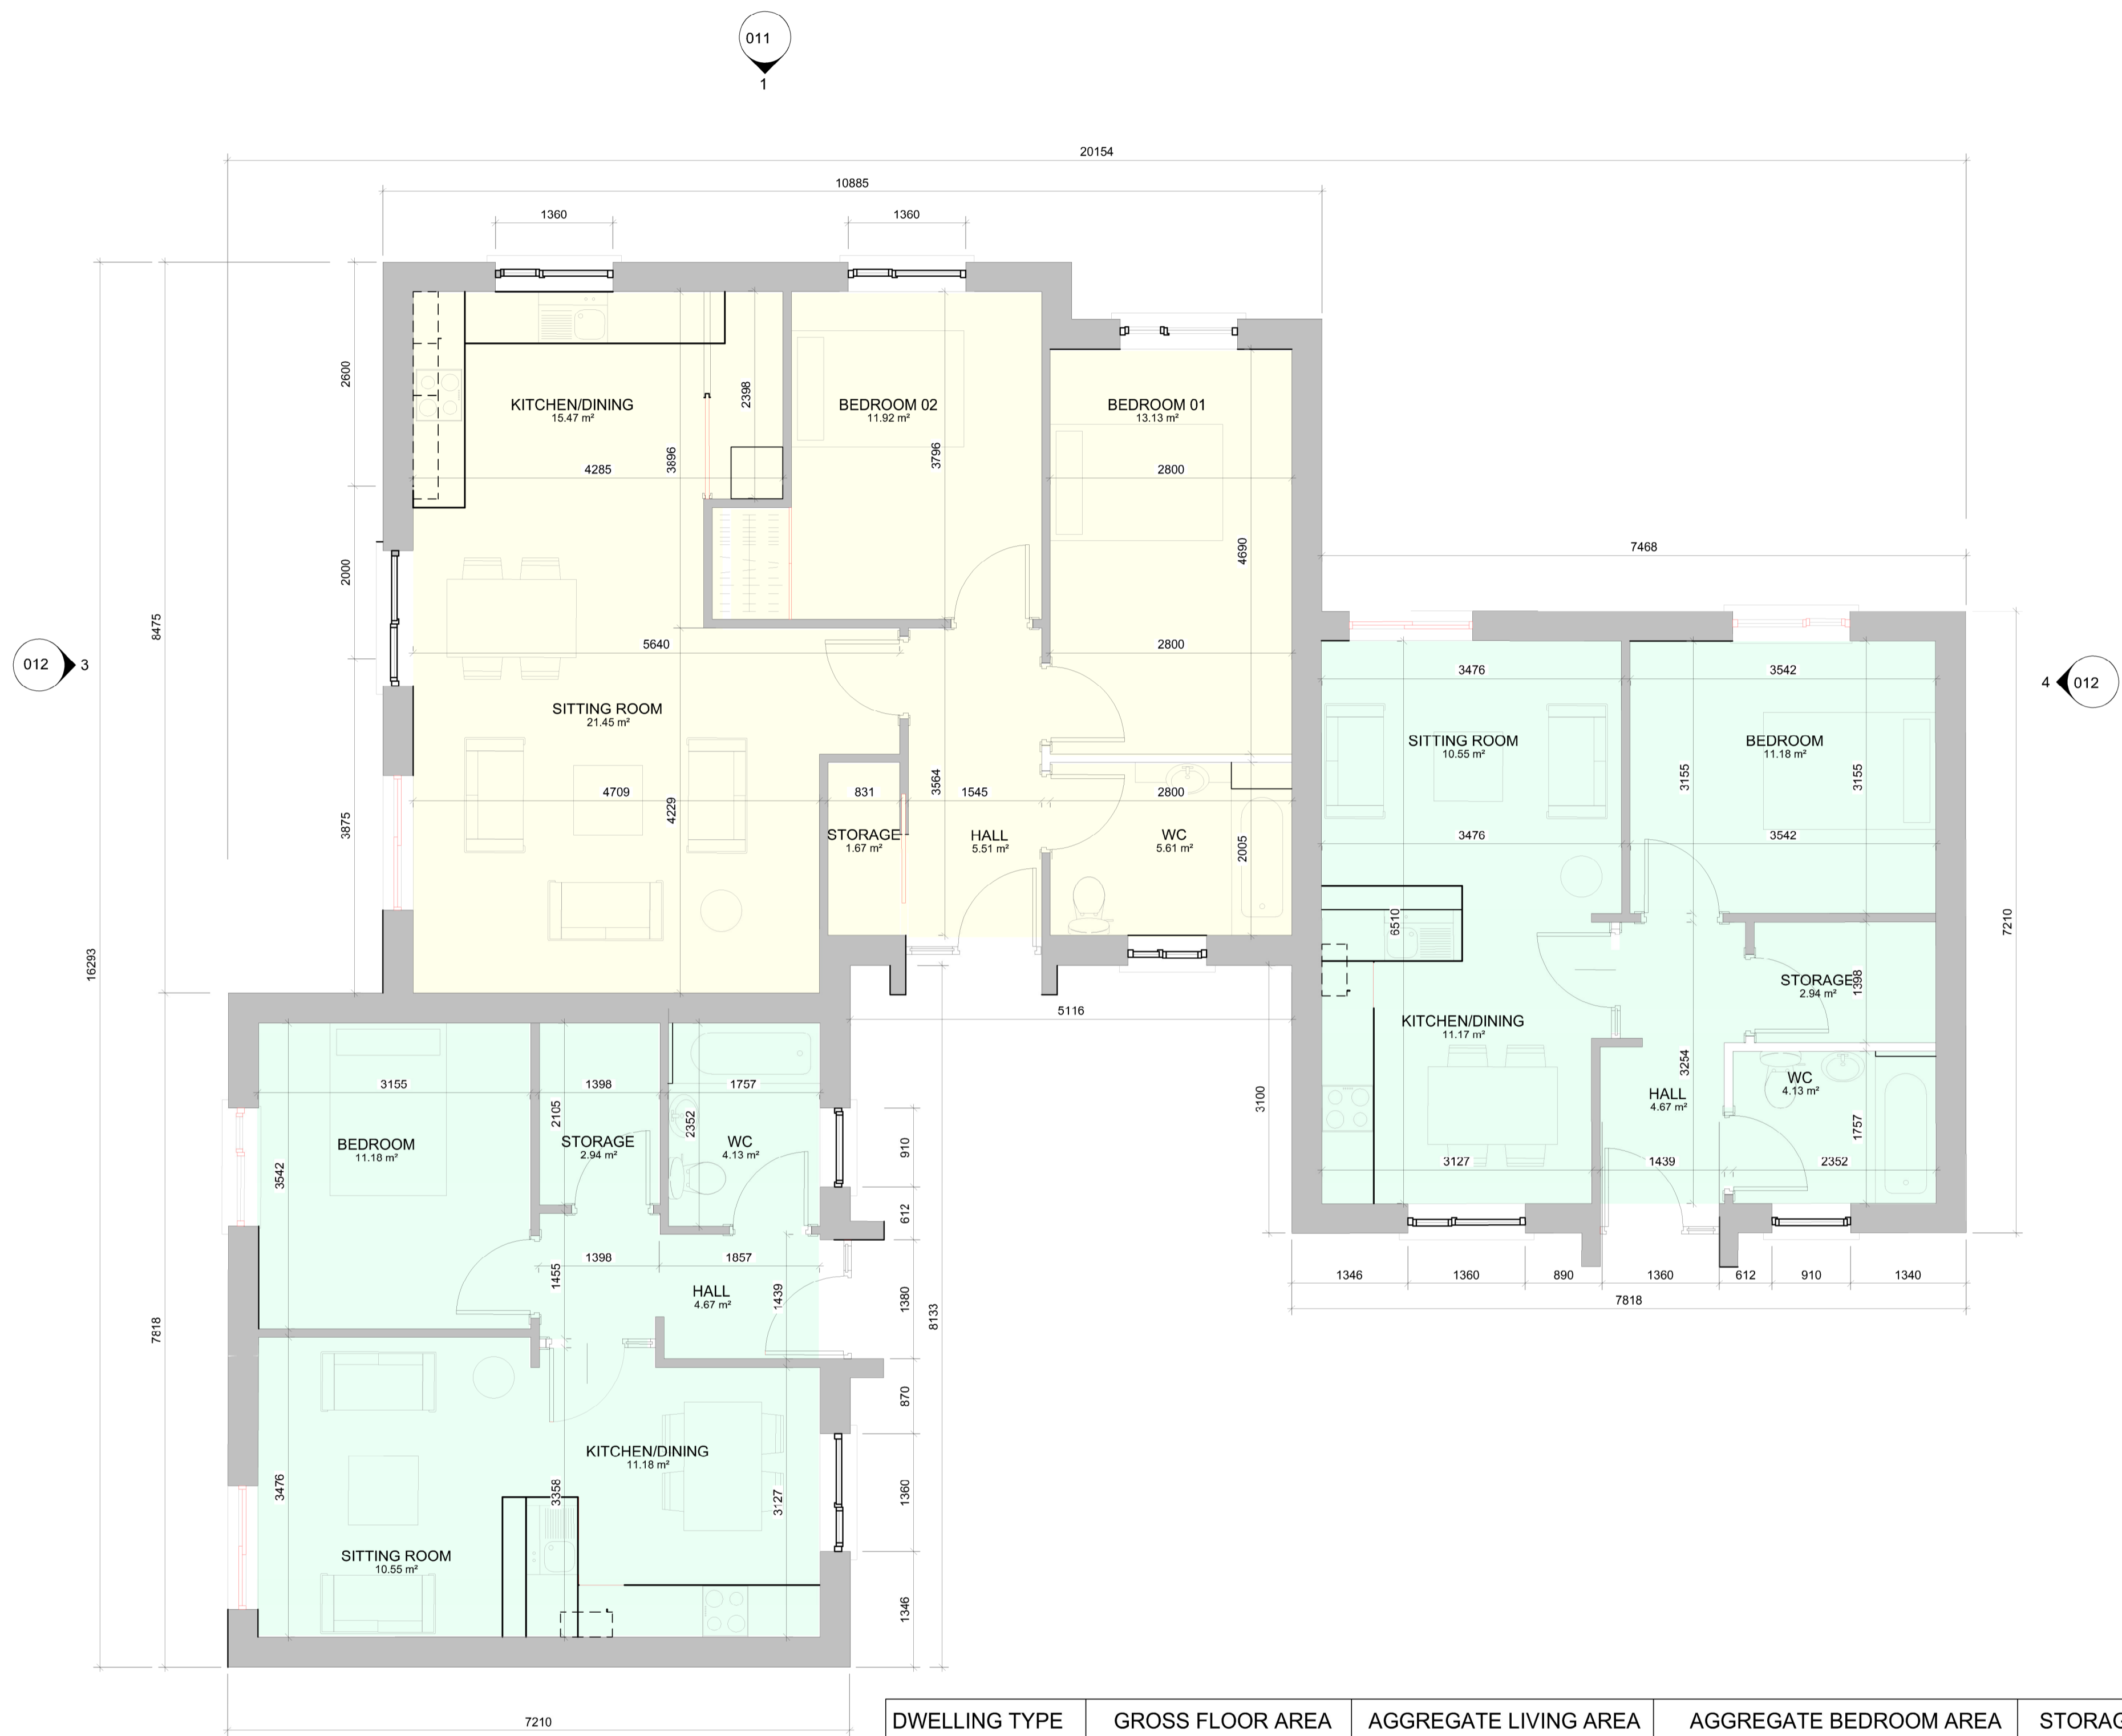 011
1
20154
10885
1360
1360
2600
2398
KITCHEN/DINING
15.47 m²
BEDROOM 02
11.92 m²
BEDROOM 01
13.13 m²
3896
3796
4285
2800
4690
7468
2000
8475
5640
2800
012
3
3476
3542
4
012
SITTING ROOM
21.45 m²
SITTING ROOM
10.55 m²
BEDROOM
11.18 m²
3155
3155
3564
4709
4229
831
1545
2800
3875
STORAGE
1.67 m²
HALL
5.51 m²
WC
5.61 m²
2005
3476
3542
6510
7210
16293
STORAGE
2.94 m²
1398
5116
KITCHEN/DINING
11.17 m²
3254
3155
1398
1757
2105
2352
3100
WC
4.13 m²
HALL
4.67 m²
1757
BEDROOM
11.18 m²
STORAGE
2.94 m²
WC
4.13 m²
910
3542
3127
1439
2352
612
1398
1857
1455
HALL
4.67 m²
1439
1380
1346
1360
890
1360
612
910
1340
7818
7818
8133
870
KITCHEN/DINING
11.18 m²
3476
3358
3127
1360
SITTING ROOM
10.55 m²
1346
7210
DWELLING TYPE
GROSS FLOOR AREA
AGGREGATE LIVING AREA
AGGREGATE BEDROOM AREA
STORAG